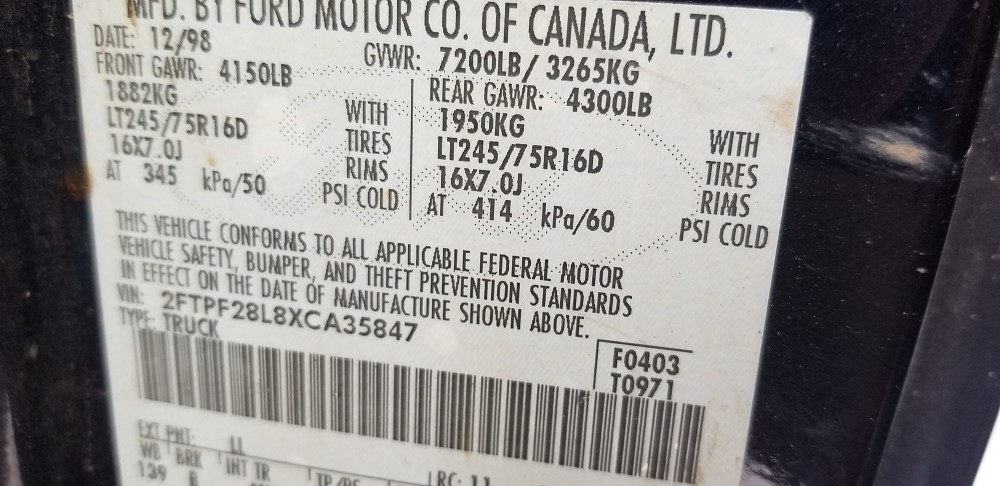 MFD. BY FORD MOTOR CO. OF CANADA, LTD.
DATE: 12/98 GVWR: 7200LB/ 3265KG
FRONT GAWR: 4150LB
1882KG WITH
LT245/75R16D TIRES
16X7.0J RIMS
AT 345 kPa/50 PSI COLD
REAR GAWR: 4300LB
1950KG WITH
LT245/75R16D TIRES
16X7.0J RIMS
AT 414 kPa/60 PSI COLD
THIS VEHICLE CONFORMS TO ALL APPLICABLE FEDERAL MOTOR
VEHICLE SAFETY, BUMPER, AND THEFT PREVENTION STANDARDS
IN EFFECT ON THE DATE OF MANUFACTURE SHOWN ABOVE.
VIN: 2FTPF28L8XCA35847
TYPE: TRUCK
F0403
T0971
EXT PNT: LL
WB BRK INT TR TP/PS RC: 11
139 B